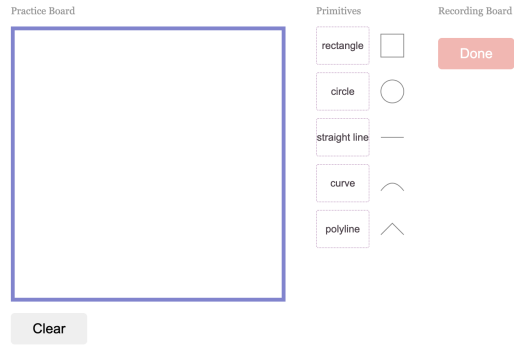 Practice Board
Primitives
Recording Board
rectangle
Done
circle
straight line
curve
polyline
Clear